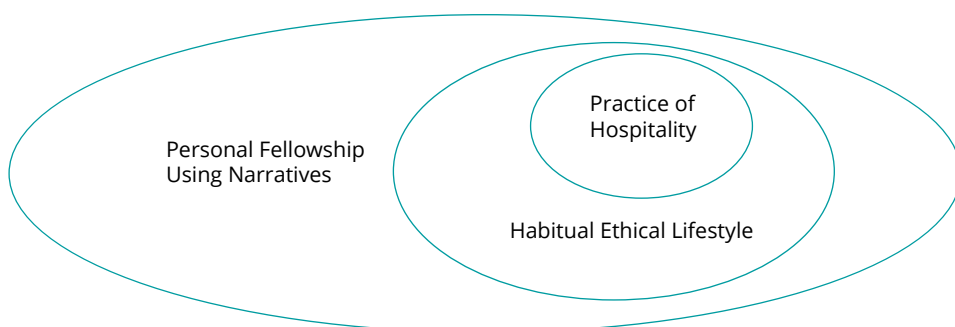 Practice of
Hospitality
Personal Fellowship
Using Narratives
Habitual Ethical Lifestyle